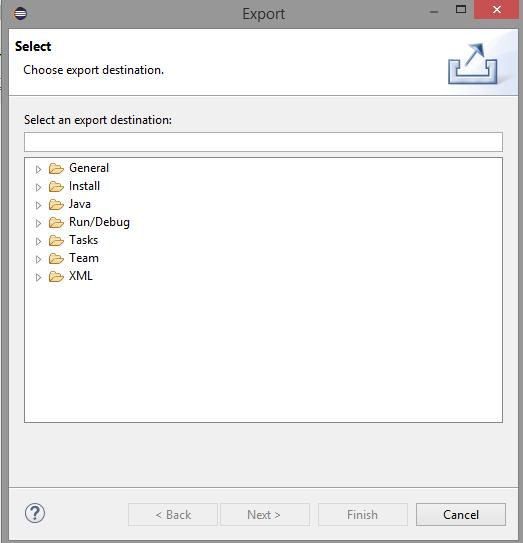 Export
Select
Choose export destination.
Select an export destination:
General
Install
Java
Run/Debug
Tasks
Team
XML
?
< Back Next > Finish Cancel